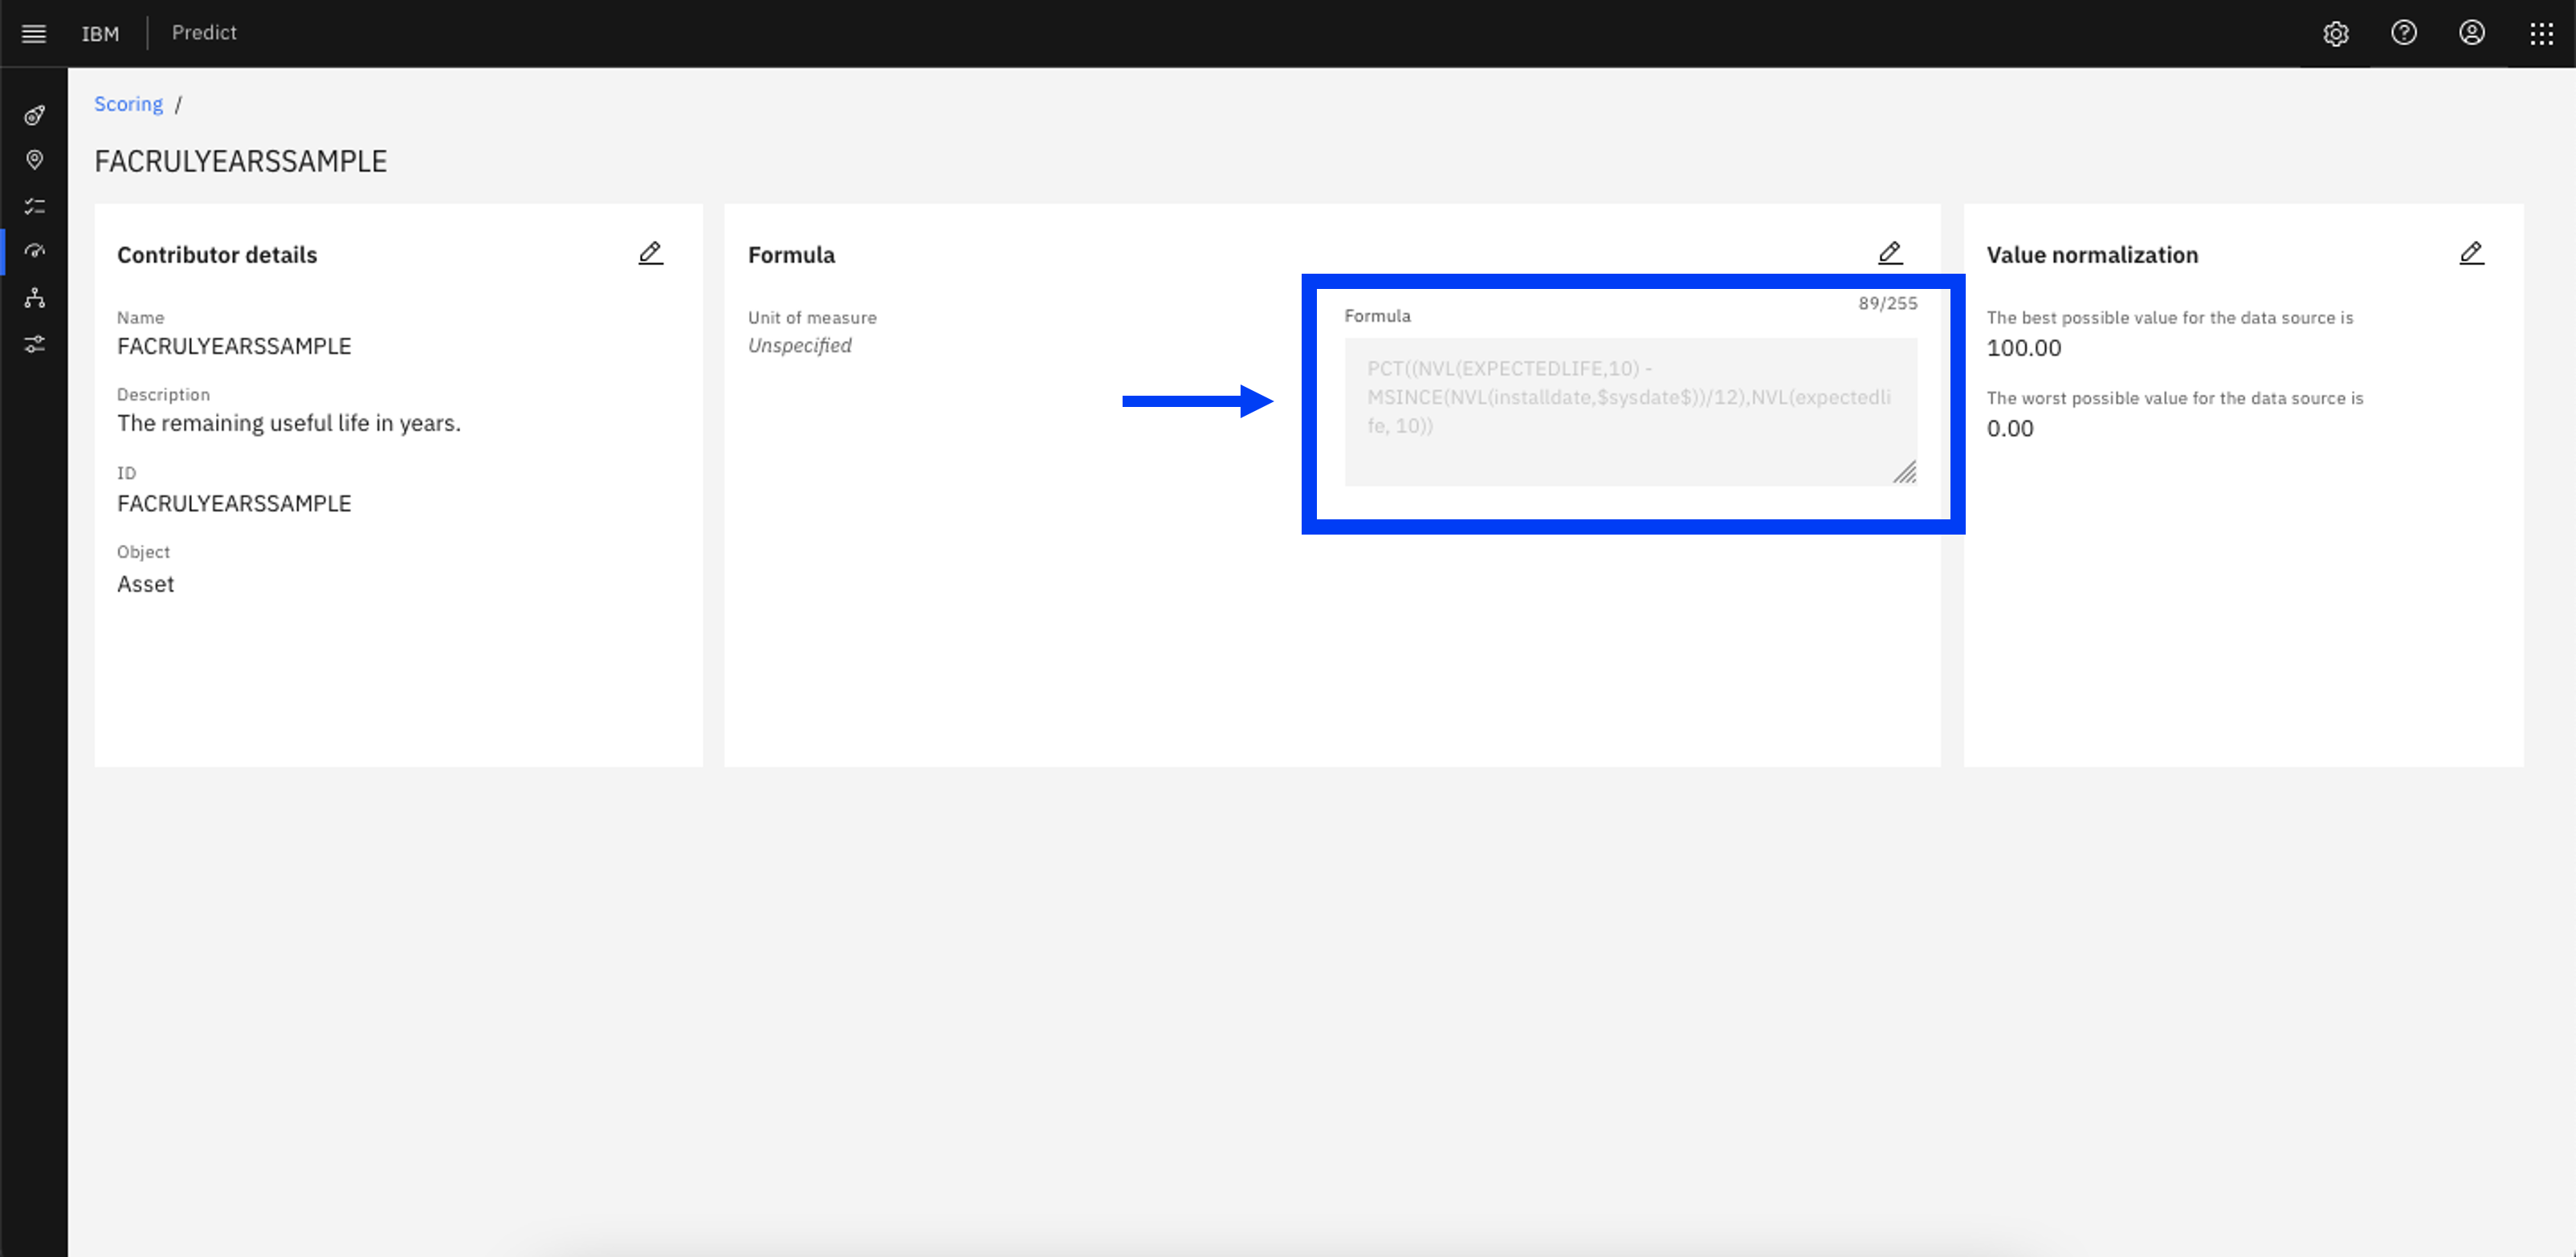 IBM Predict
Scoring /
FACRULYEARSSAMPLE
Contributor details
Name
FACRULYEARSSAMPLE
Description
The remaining useful life in years.
ID
FACRULYEARSSAMPLE
Object
Asset
Formula
Unit of measure
Unspecified
89/255
Formula
PCT((NVL(EXPECTEDLIFE,10) -
MSINCE(NVL(installdate,$sysdate$))/12),NVL(expectedli
fe, 10))
Value normalization
The best possible value for the data source is
100.00
The worst possible value for the data source is
0.00